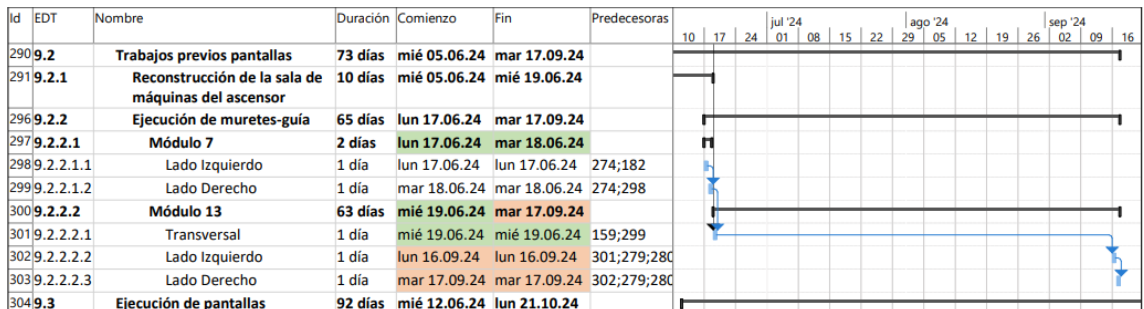 Id EDT Nombre Duración Comienzo Fin Predecesoras jul '24 ago '24 sep '24
10 17 24 01 08 15 22 29 05 12 19 26 02 09 16
290 9.2 Trabajos previos pantallas 73 días mié 05.06.24 mar 17.09.24
291 9.2.1 Reconstrucción de la sala de 10 días mié 05.06.24 mié 19.06.24
máquinas del ascensor
296 9.2.2 Ejecución de muretes-guía 65 días lun 17.06.24 mar 17.09.24
297 9.2.2.1 Módulo 7 2 días lun 17.06.24 mar 18.06.24
298 9.2.2.1.1 Lado Izquierdo 1 día lun 17.06.24 lun 17.06.24 274;182
299 9.2.2.1.2 Lado Derecho 1 día mar 18.06.24 mar 18.06.24 274;298
300 9.2.2.2 Módulo 13 63 días mié 19.06.24 mar 17.09.24
301 9.2.2.2.1 Transversal 1 día mié 19.06.24 mié 19.06.24 159;299
302 9.2.2.2.2 Lado Izquierdo 1 día lun 16.09.24 lun 16.09.24 301;279;280
303 9.2.2.2.3 Lado Derecho 1 día mar 17.09.24 mar 17.09.24 302;279;280
304 9.3 Ejecución de pantallas 92 días mié 12.06.24 lun 21.10.24